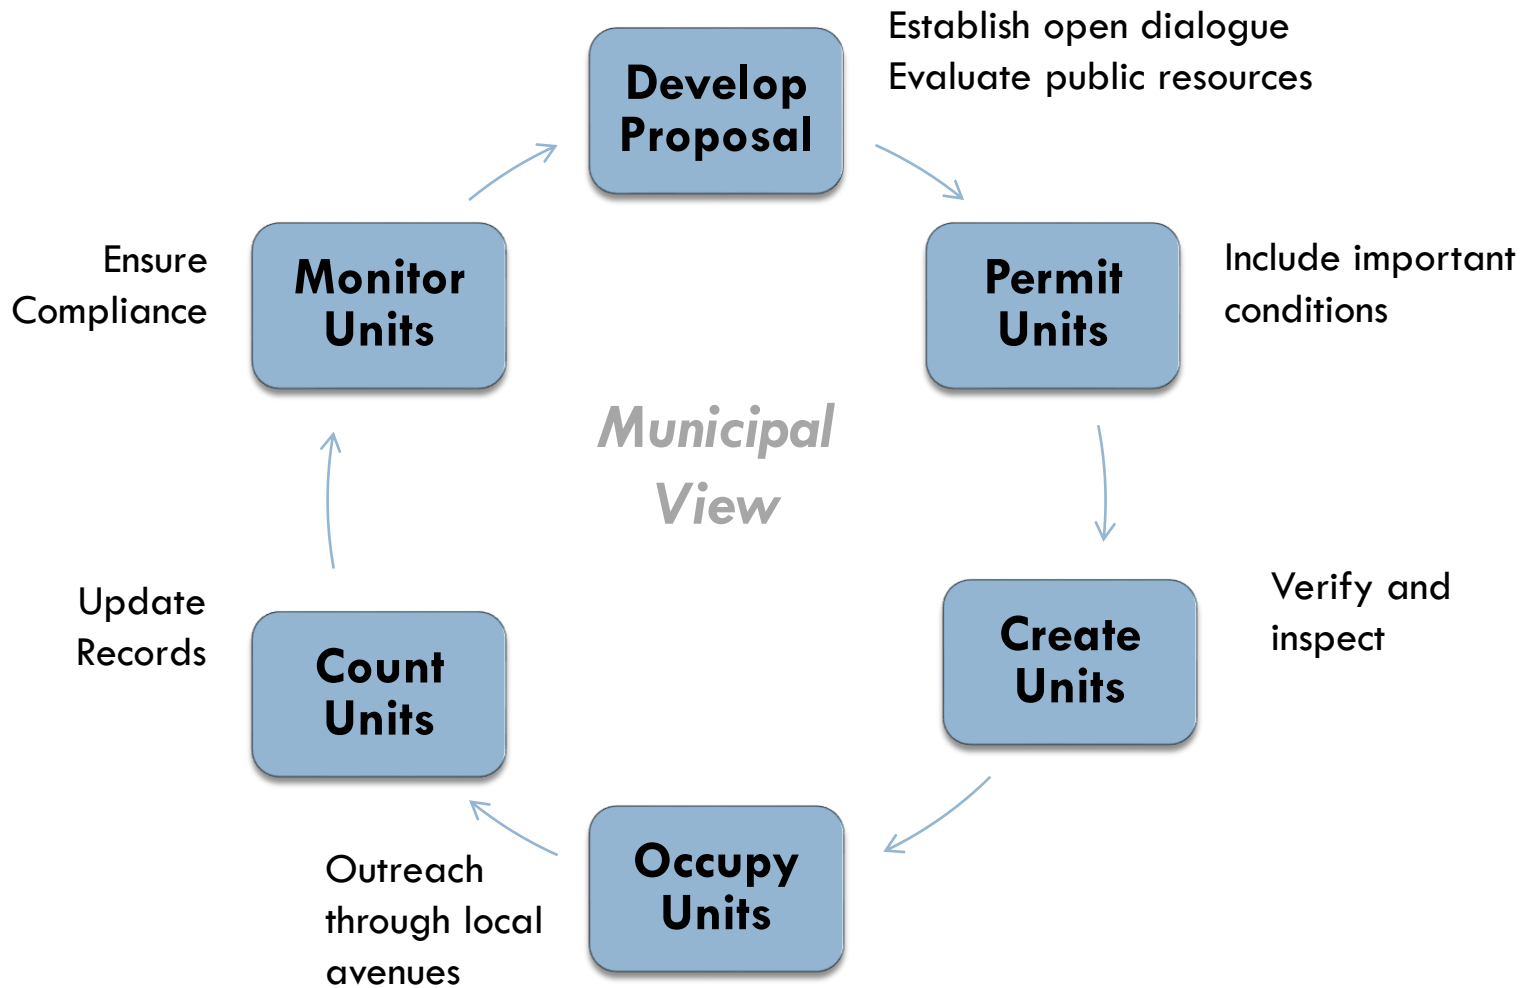 Develop
Proposal
Establish open dialogue
Evaluate public resources
Permit
Units
Include important
conditions
Create
Units
Verify and
inspect
Occupy
Units
Outreach
through local
avenues
Count
Units
Update
Records
Monitor
Units
Ensure
Compliance
Municipal
View